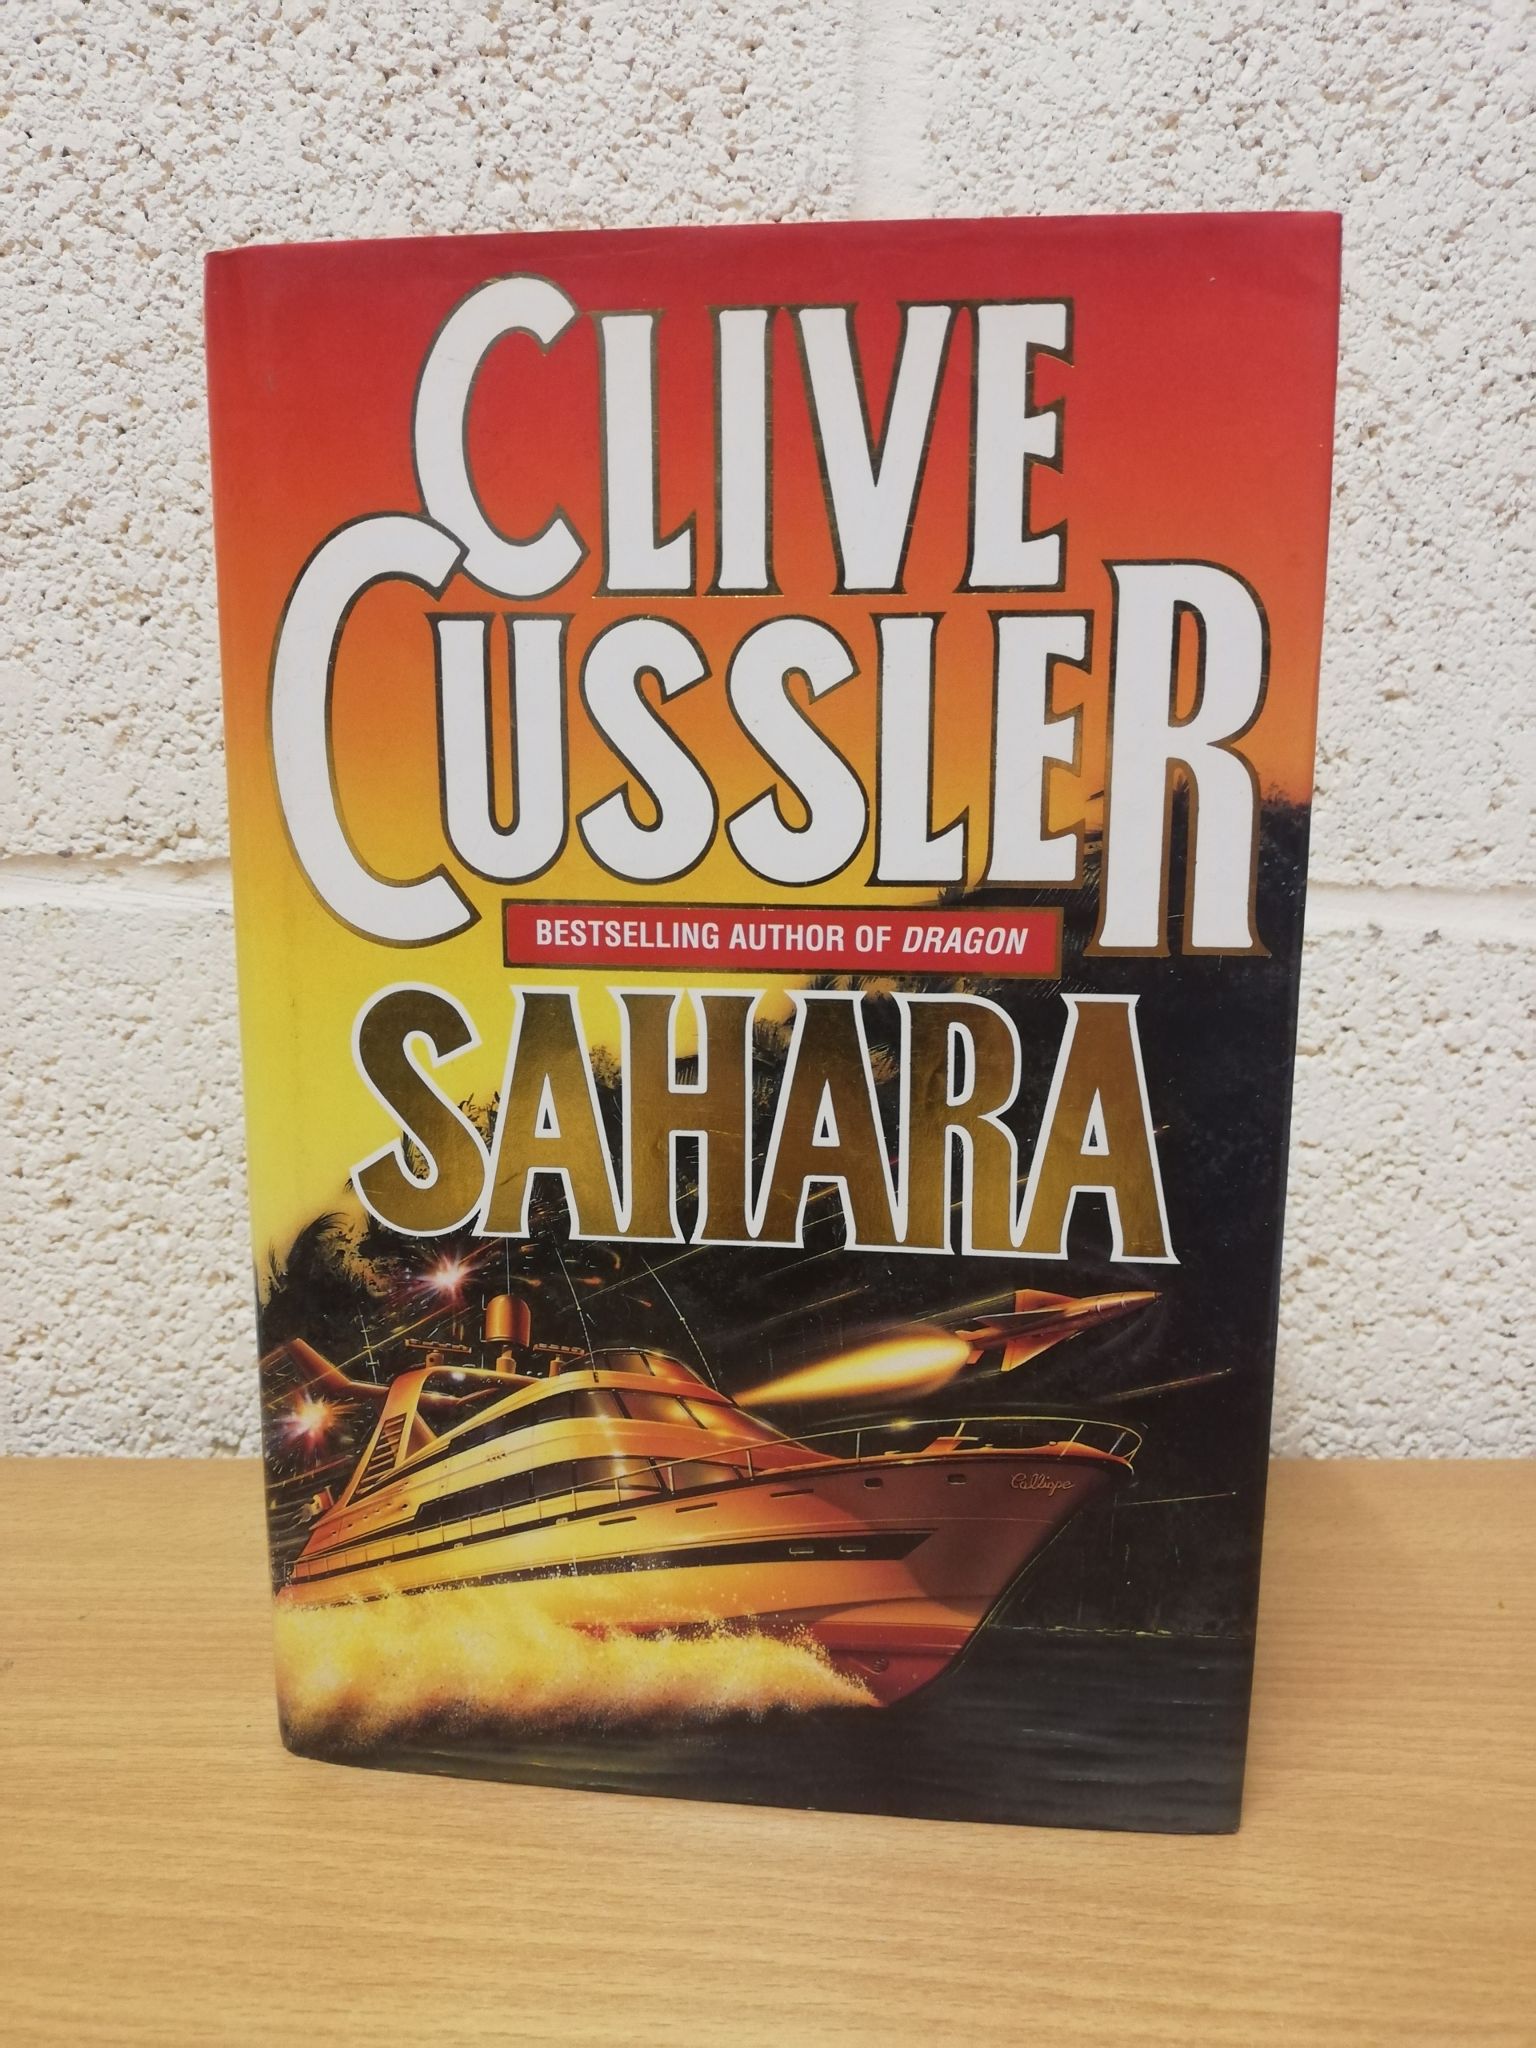 CLIVE
CUSSLER
BESTSELLING AUTHOR OF DRAGON
SAHARA
Calliope